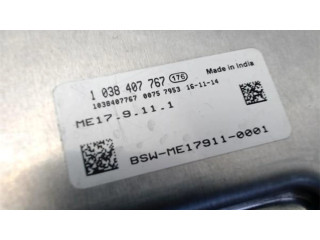 1 038 407 767 176 Made in India
1038407767 0075 7953 16-11-14
ME17.9.11.1
BSW-ME17911-0001